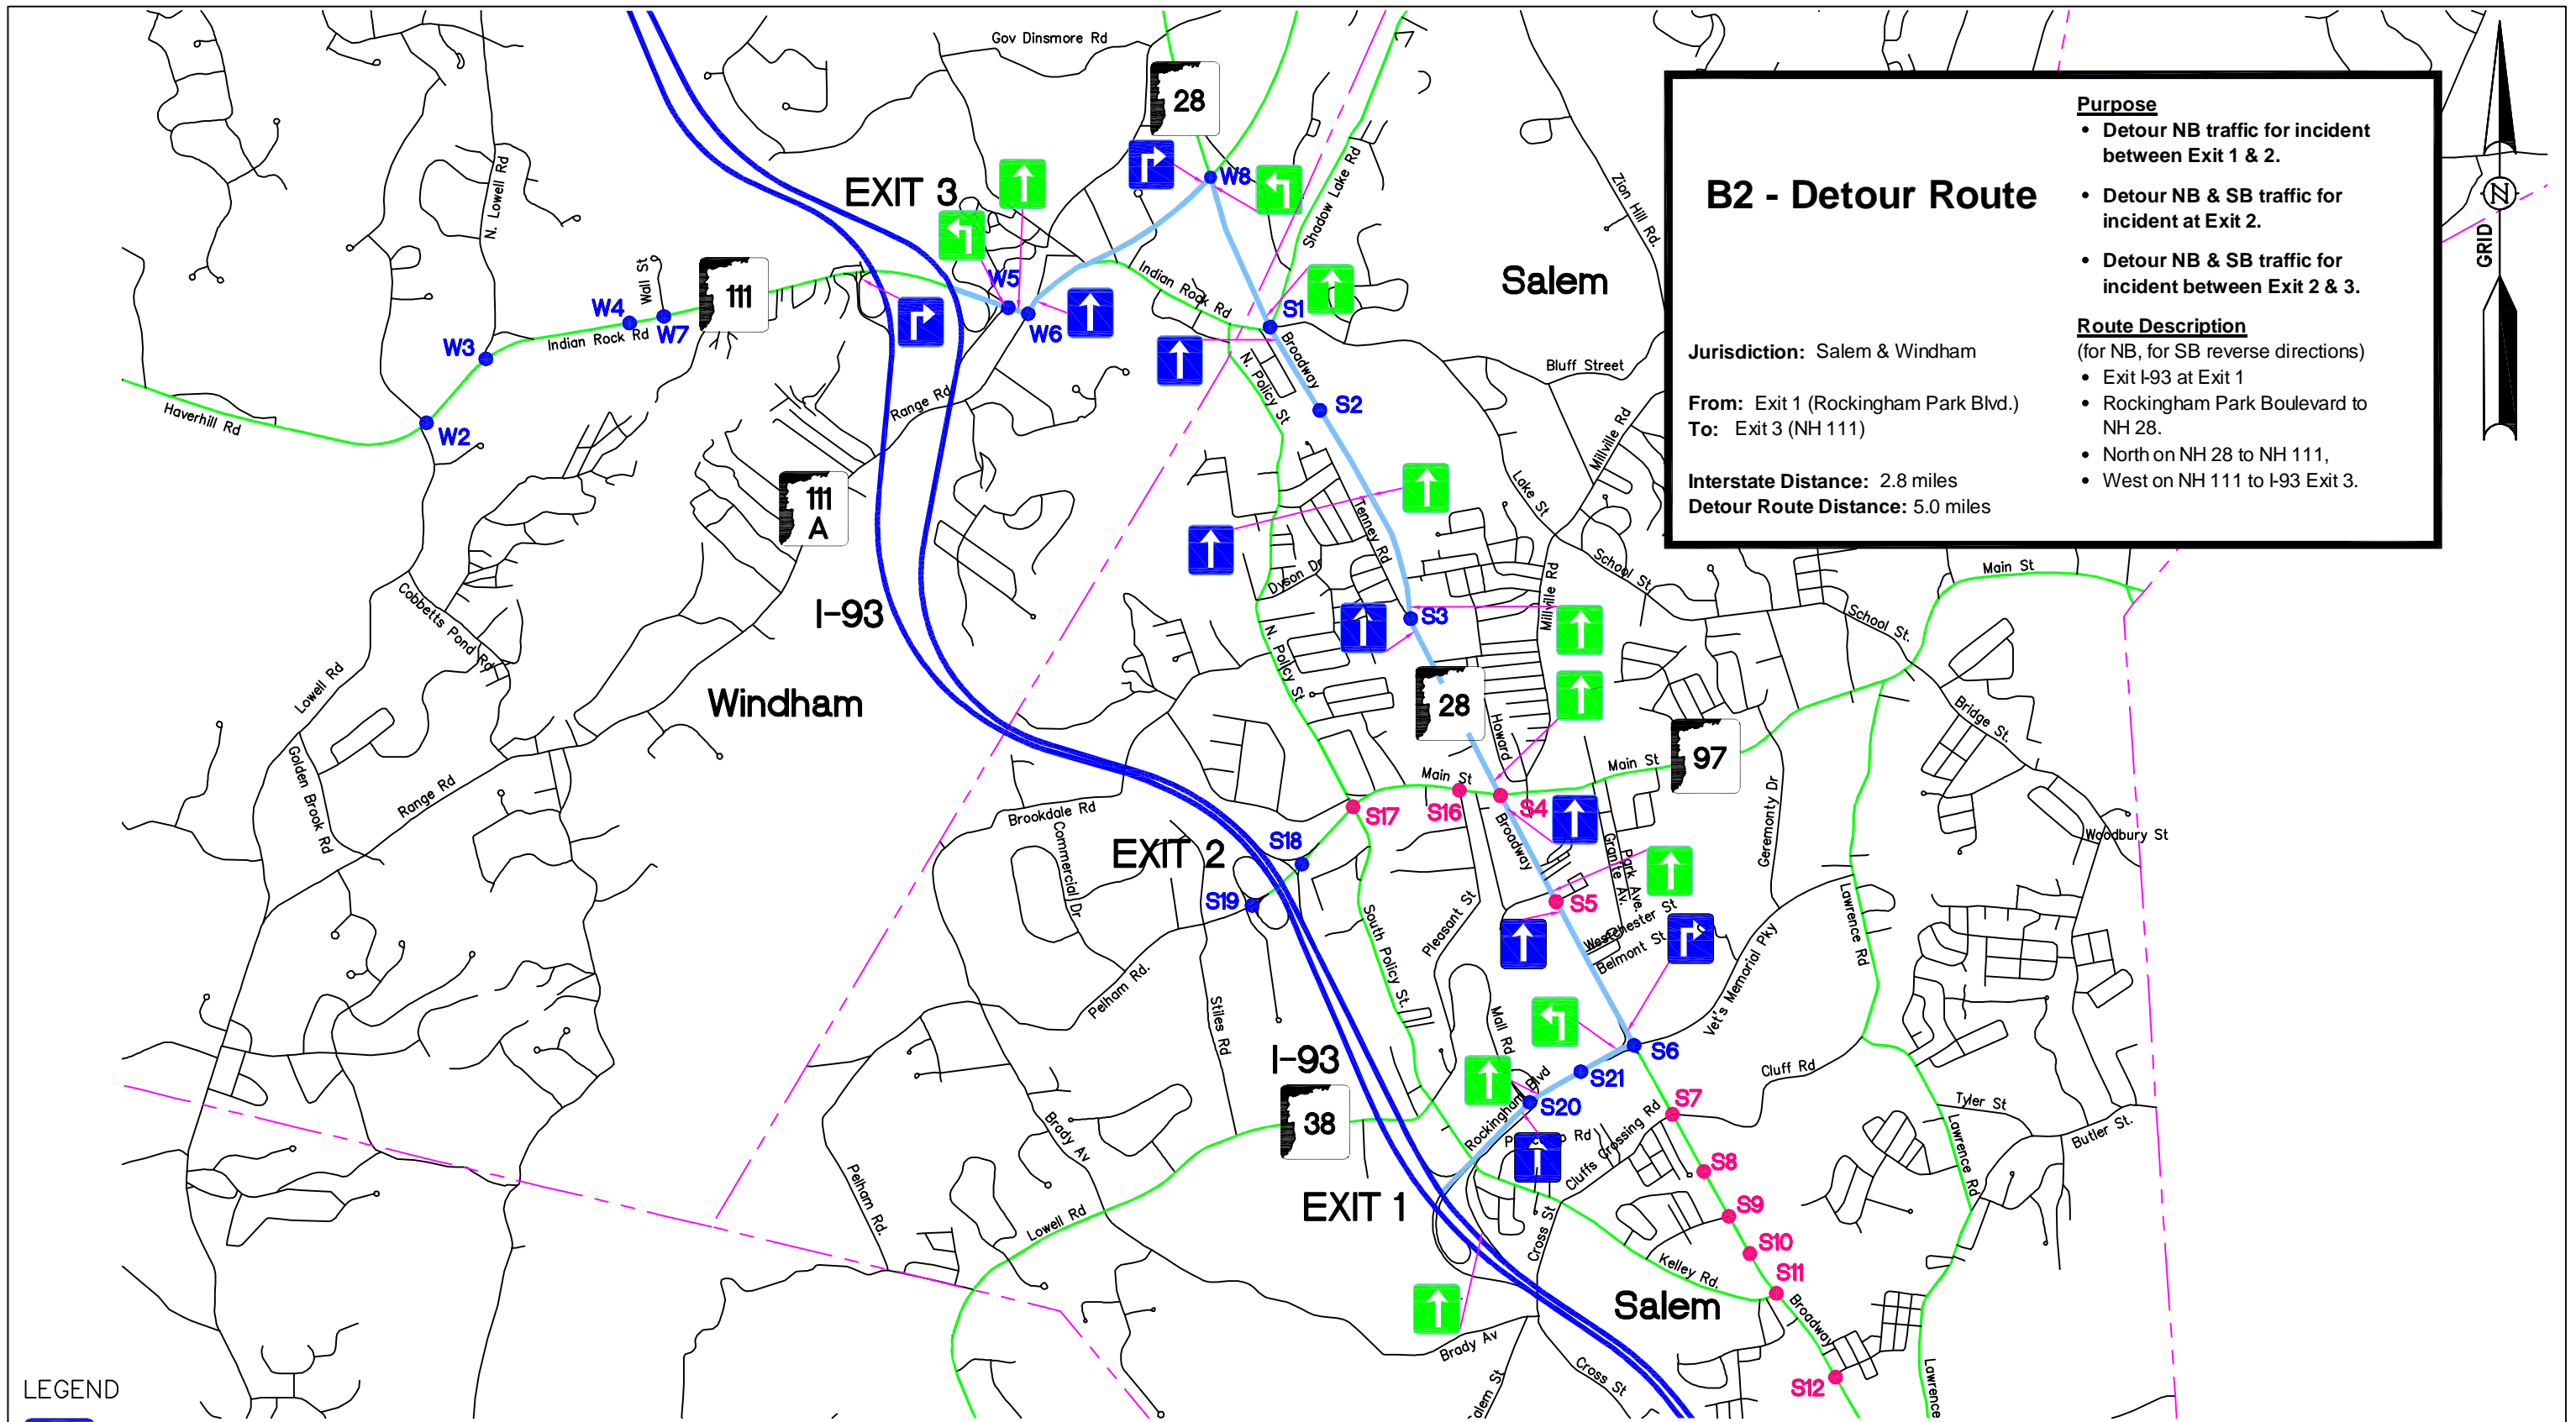 Gov Dinsmore Rd
28
N. Lowell Rd
EXIT 3
W8
Shadow Lake Rd
Zion Hill Rd.
Salem
B2 - Detour Route
Jurisdiction: Salem & Windham
From: Exit 1 (Rockingham Park Blvd.)
To: Exit 3 (NH 111)
Interstate Distance: 2.8 miles
Detour Route Distance: 5.0 miles
Purpose
• Detour NB traffic for incident
between Exit 1 & 2.
• Detour NB & SB traffic for
incident at Exit 2.
• Detour NB & SB traffic for
incident between Exit 2 & 3.
Route Description
(for NB, for SB reverse directions)
• Exit I-93 at Exit 1
• Rockingham Park Boulevard to
NH 28.
• North on NH 28 to NH 111,
• West on NH 111 to I-93 Exit 3.
GRID
N
Wall St
111
W5
W6
Indian Rock Rd
S1
W4
W7
Indian Rock Rd
W3
Broadway
N. Policy St
Bluff Street
Haverhill Rd
W2
Range Rd
S2
Millville Rd
111
A
Lake St
Tenney Rd
School St.
Dyson Dr
Main St
Cobbetts Pond Rd
I-93
S3
Millville Rd
School St.
N. Policy St.
Lowell Rd
Windham
28
Howard
Bridge St.
97
Golden Brook Rd
Range Rd
Main St
Main St
Brookdale Rd
S17
S16
S4
Geremonty Dr
Woodbury St
EXIT 2
Commercial Dr
S18
Broadway
Granite Av.
Park Ave.
S19
S5
Pleasant St
Westchester St
Belmont St
South Policy St.
Lawrence Rd
Pelham Rd.
Stiles Rd
Mall Rd
Vet's Memorial Pky
S6
I-93
S21
Cluff Rd
Rockingham Blvd
S20
S7
Tyler St
38
Butler St.
Brady Av
Cluffs Crossing Rd
Lawrence Rd
S8
Pelham Rd.
Lowell Rd
EXIT 1
S9
Cross St
S10
Kelley Rd.
S11
Salem
Broadway
Brady Av
Cross St
S12
Lawrence
LEGEND